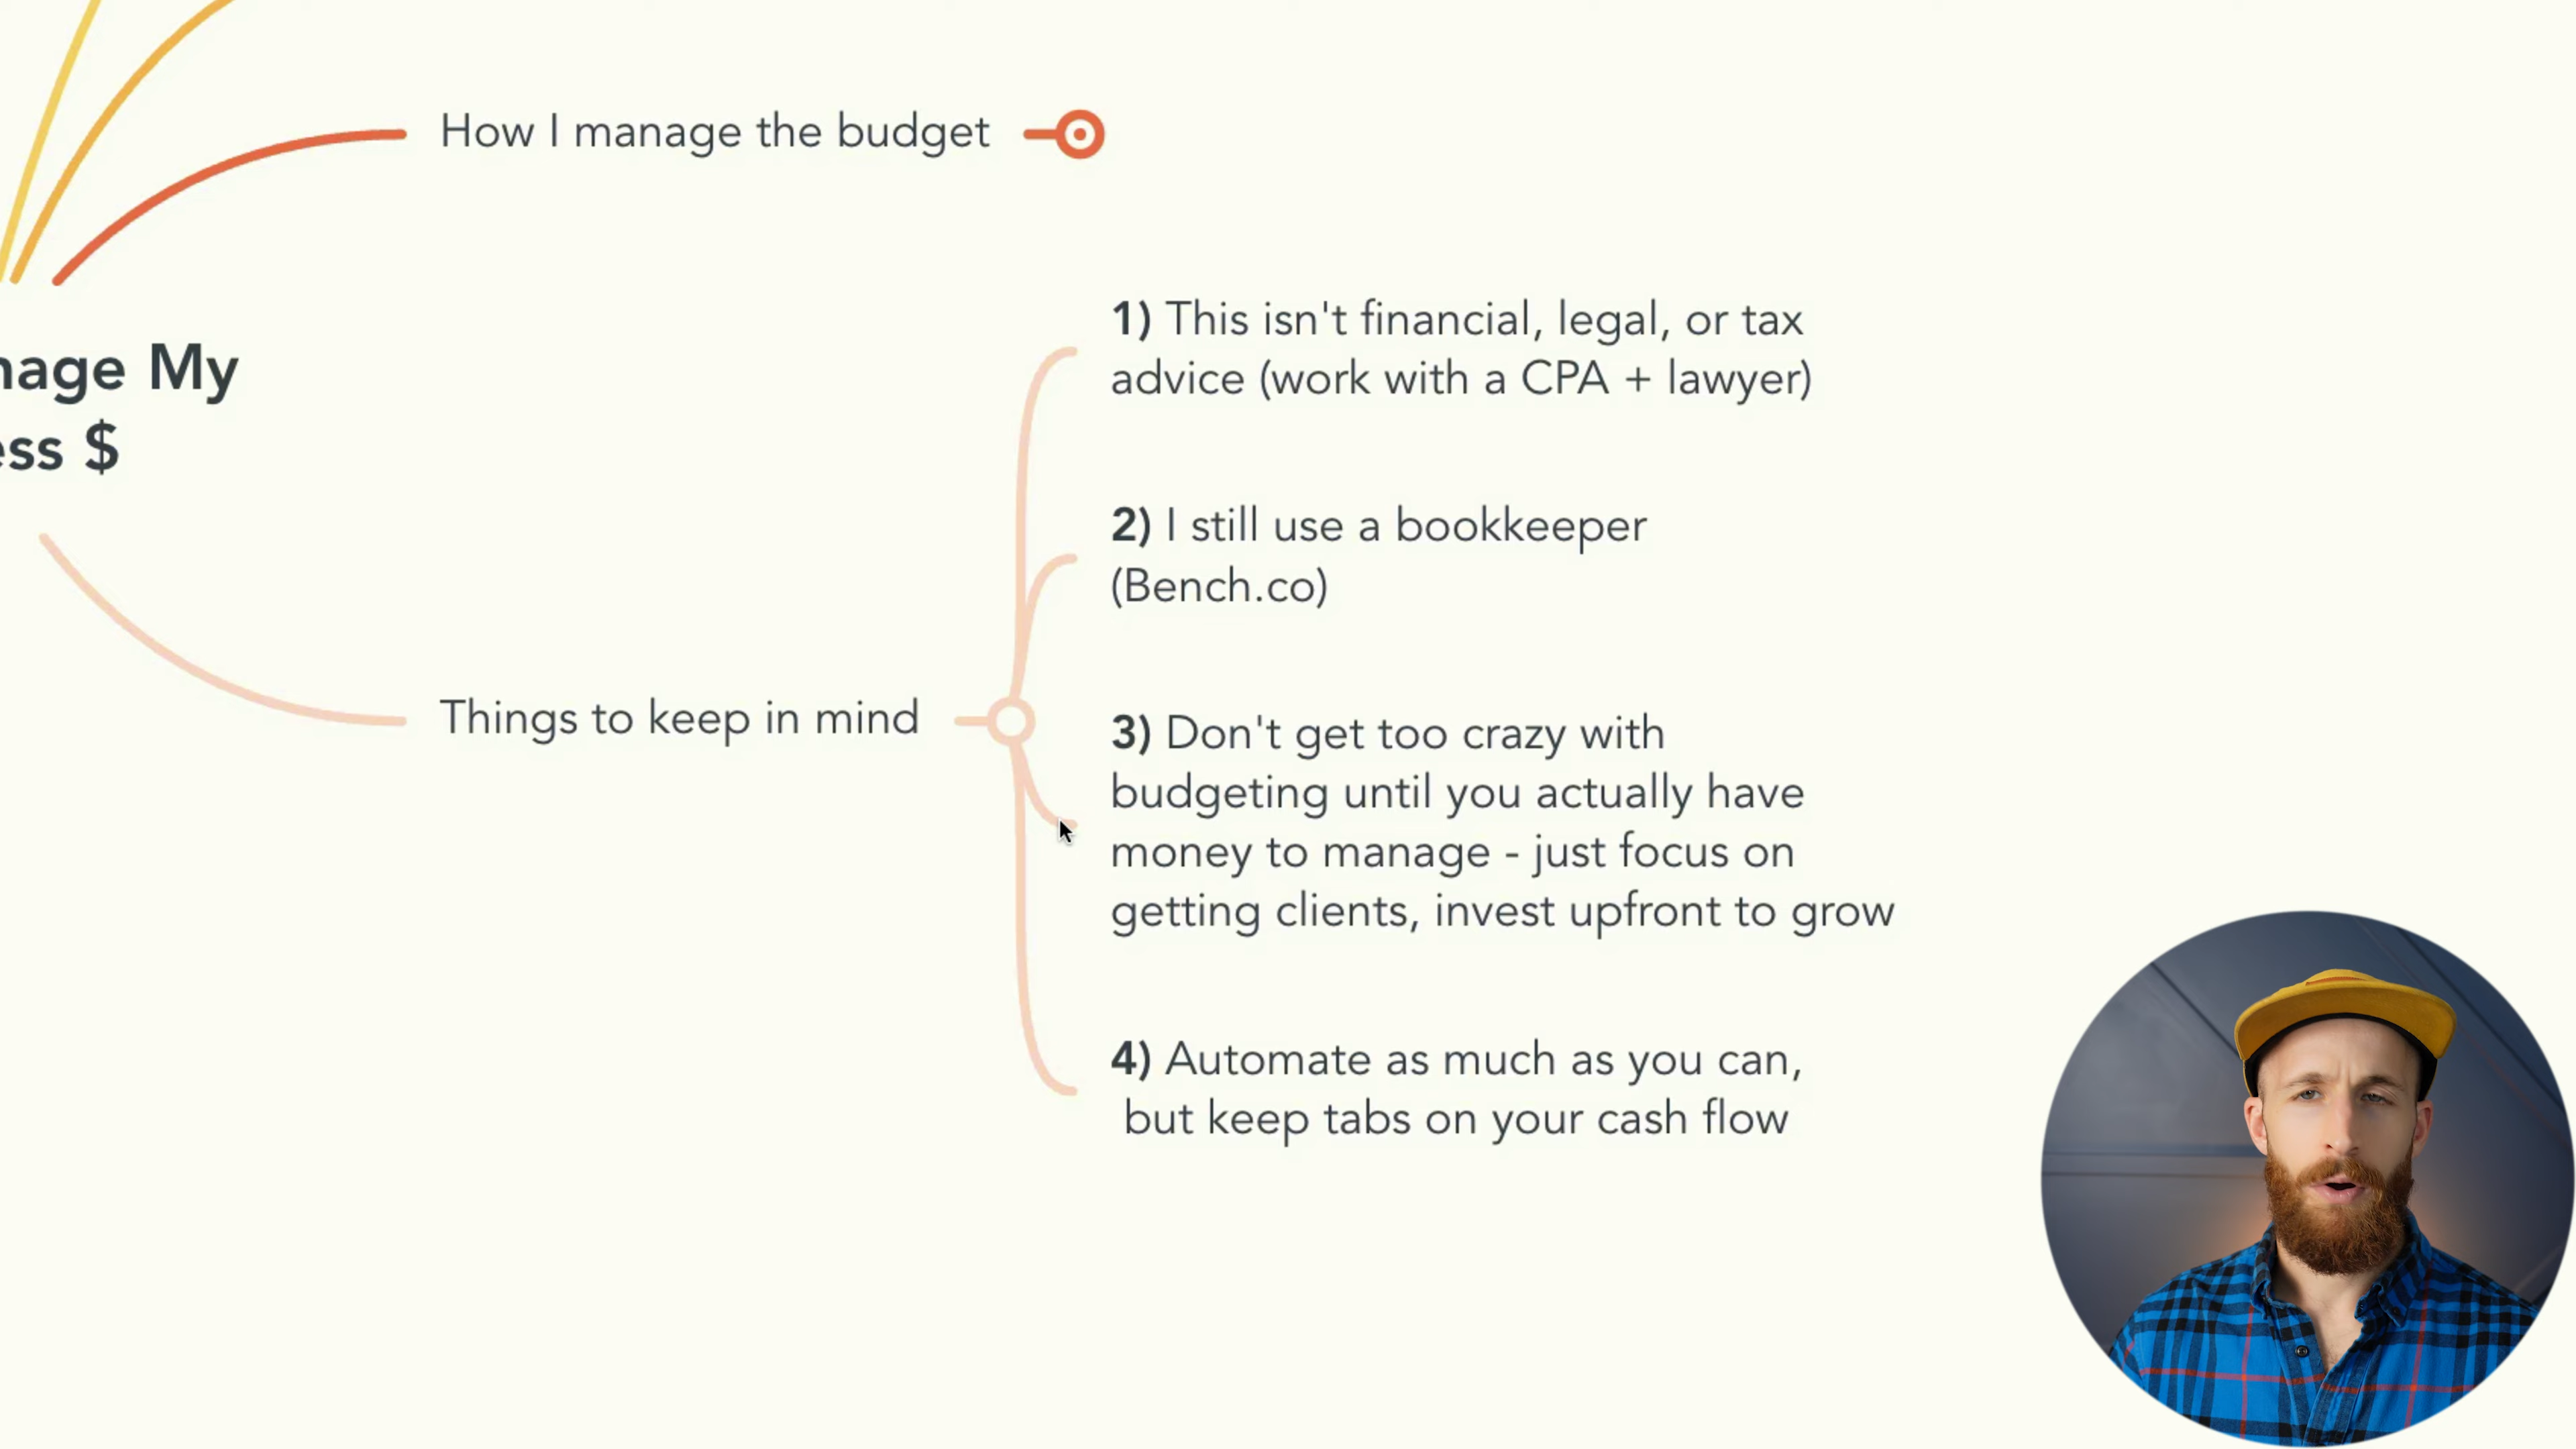 How I manage the budget
nage My
ess $
1) This isn't financial, legal, or tax
advice (work with a CPA + lawyer)
2) I still use a bookkeeper
(Bench.co)
Things to keep in mind
3) Don't get too crazy with
budgeting until you actually have
money to manage - just focus on
getting clients, invest upfront to grow
4) Automate as much as you can,
but keep tabs on your cash flow